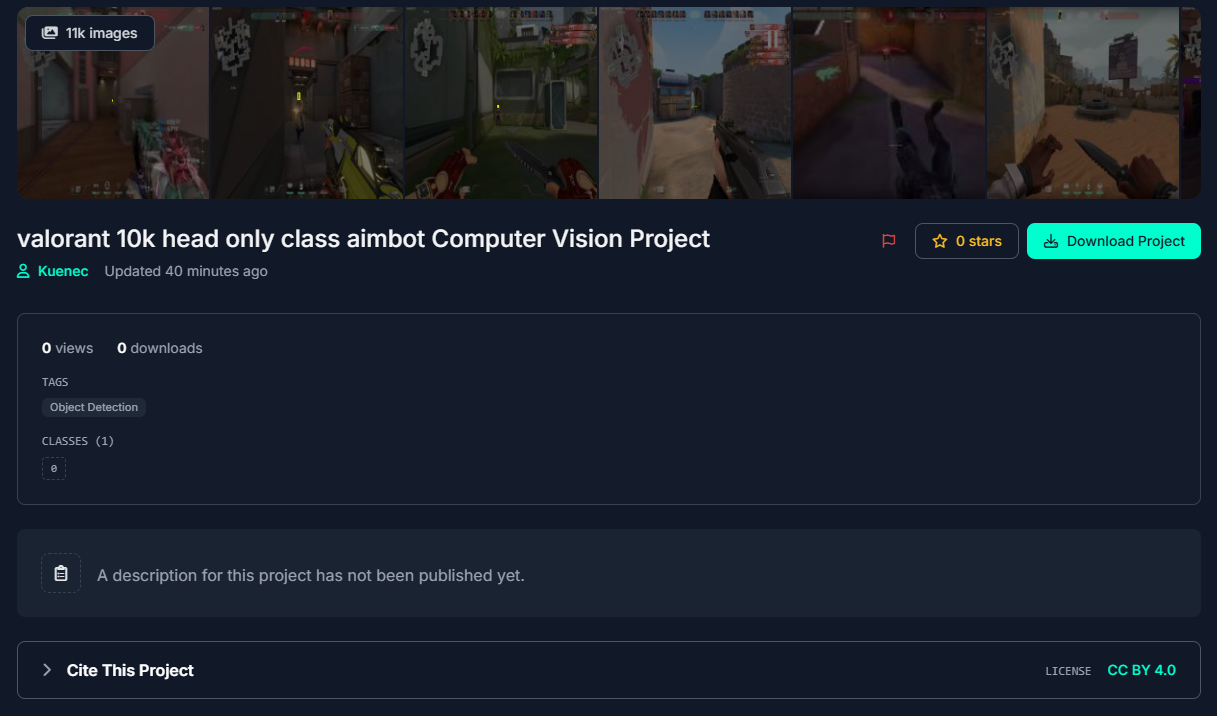 11k images
valorant 10k head only class aimbot Computer Vision Project
0 stars
Download Project
Kuenec Updated 40 minutes ago
0 views 0 downloads
TAGS
Object Detection
CLASSES (1)
0
A description for this project has not been published yet.
Cite This Project
LICENSE CC BY 4.0